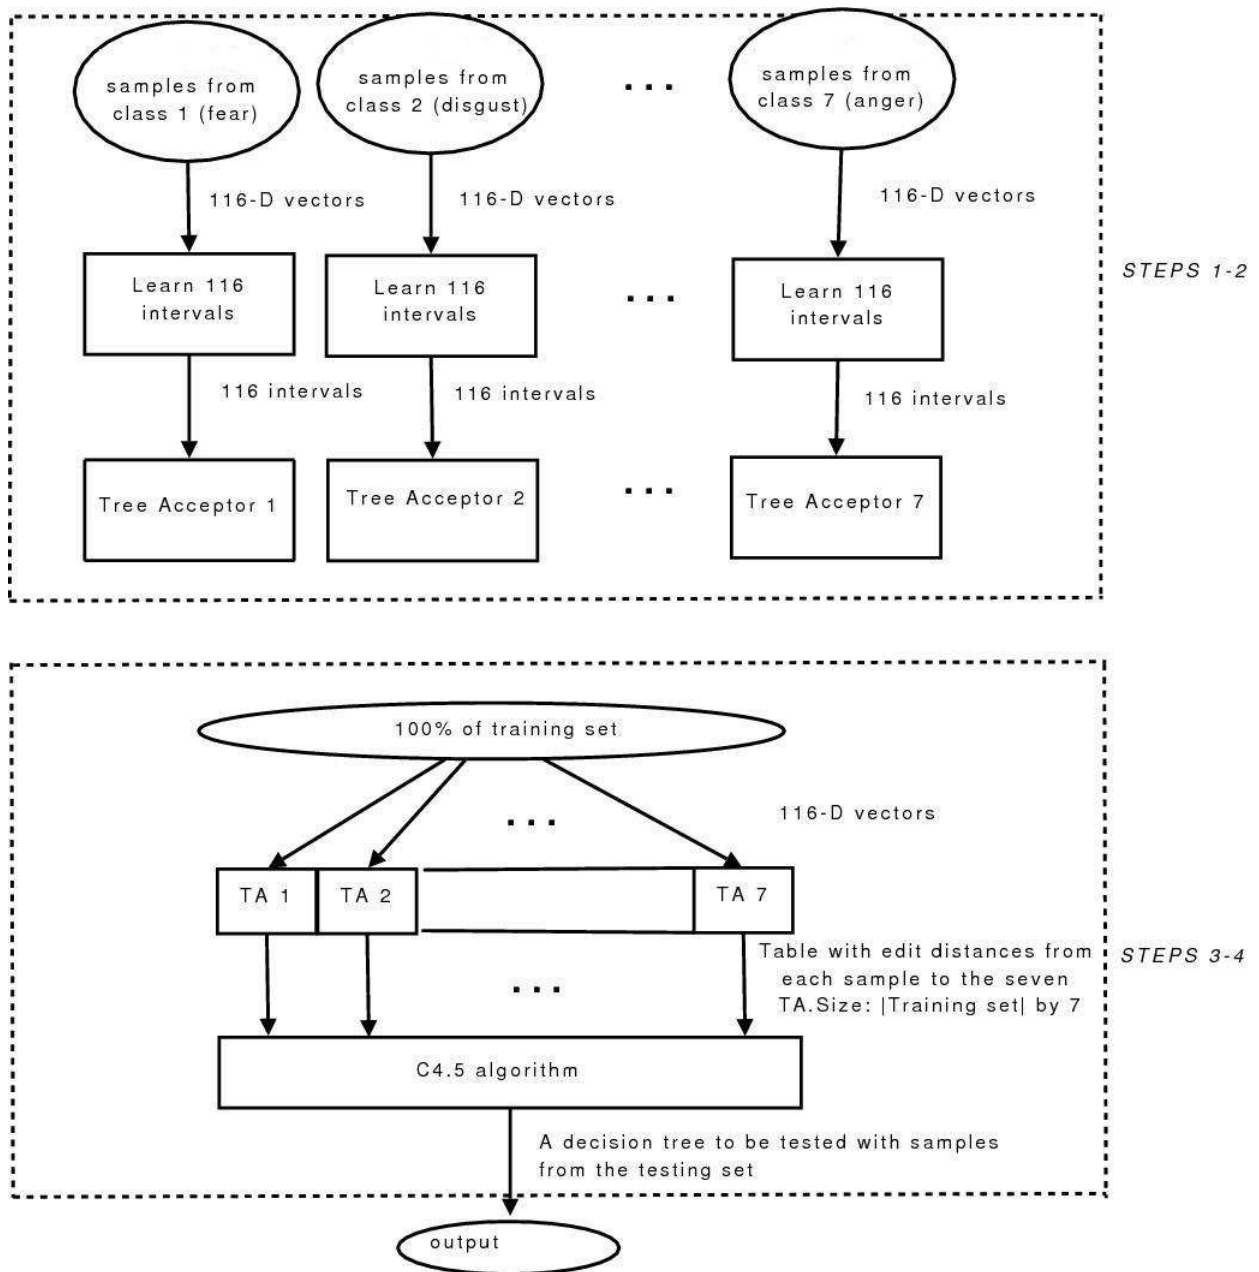 samples from
class 1 (fear)
samples from
class 2 (disgust)
...
samples from
class 7 (anger)
116-D vectors
116-D vectors
116-D vectors
Learn 116
intervals
Learn 116
intervals
...
Learn 116
intervals
STEPS 1-2
116 intervals
116 intervals
116 intervals
Tree Acceptor 1
Tree Acceptor 2
...
Tree Acceptor 7
100% of training set
...
116-D vectors
TA 1
TA 2
TA 7
Table with edit distances from
each sample to the seven
TA.Size: |Training set| by 7
STEPS 3-4
...
C4.5 algorithm
A decision tree to be tested with samples
from the testing set
output